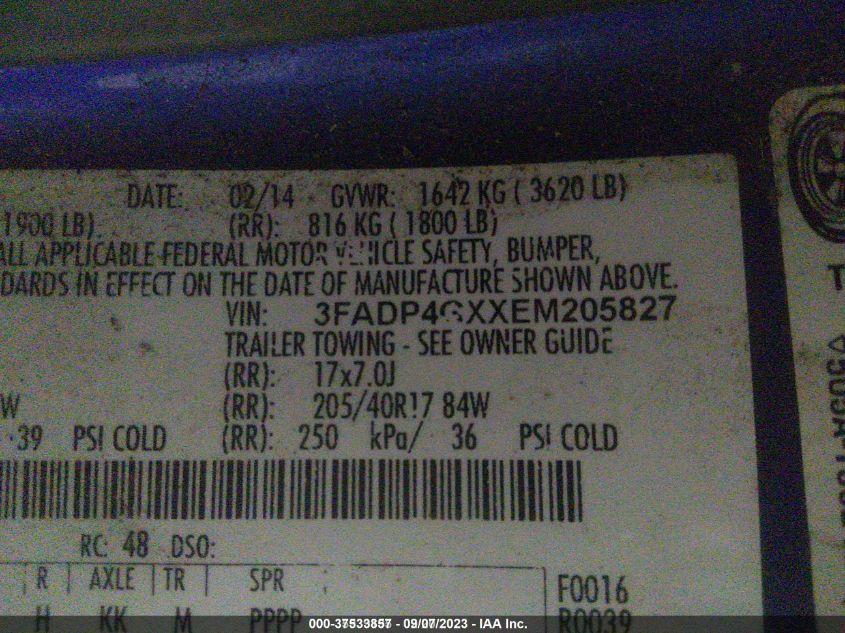 DATE: 02/14 GVWR: 1642 KG ( 3620 LB)
1900 LB). (RR): 816 KG ( 1800 LB)
ALL APPLICABLE FEDERAL MOTOR VEHICLE SAFETY, BUMPER,
DARDS IN EFFECT ON THE DATE OF MANUFACTURE SHOWN ABOVE.
VIN: 3FADP4GXXEM205827
TRAILER TOWING - SEE OWNER GUIDE
(RR): 17x7.0J
W (RR): 205/40R17 84W
39 PSI COLD (RR): 250 kPa/ 36 PSI COLD
RC: 48 DSO:
R AXLE TR SPR F0016
H KK M PPPP R0039
000-37533857 - 09/07/2023 - IAA Inc.